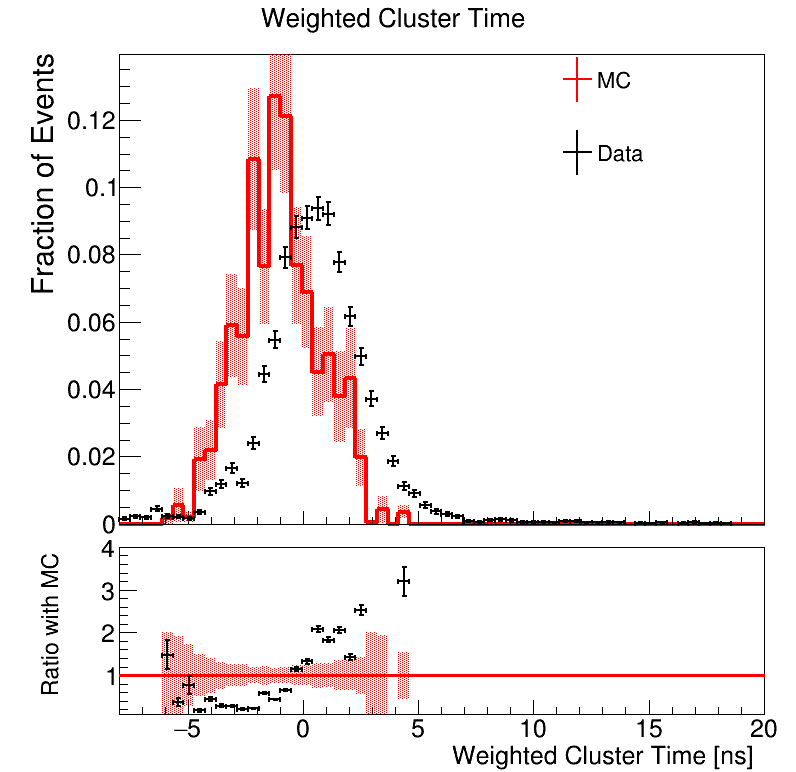 Weighted Cluster Time
Fraction of Events
0.12
0.1
0.08
0.06
0.04
0.02
0
MC
Data
Ratio with MC
4
3
2
1
−5 0 5 10 15 20
Weighted Cluster Time [ns]